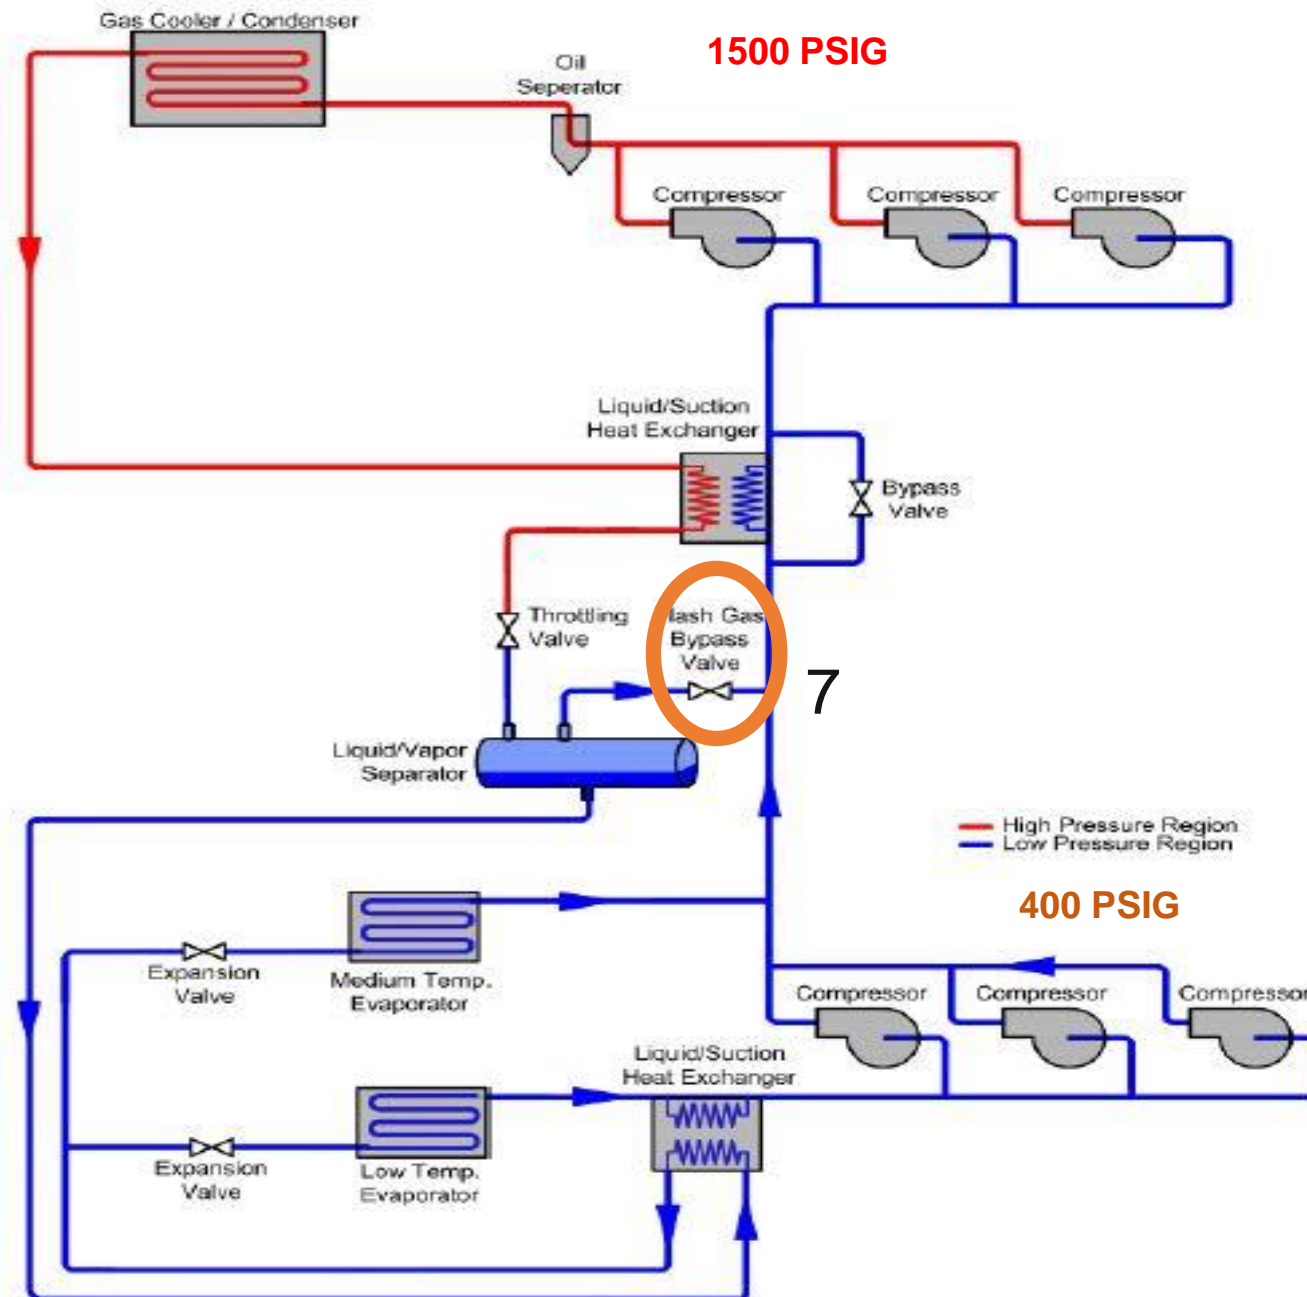 Gas Cooler / Condenser
1500 PSIG
Oil
Seperator
Compressor
Compressor
Compressor
Liquid/Suction
Heat Exchanger
Bypass
Valve
Throttling
Valve
lash Gas
Bypass
Valve
7
Liquid/Vapor
Separator
High Pressure Region
Low Pressure Region
400 PSIG
Expansion
Valve
Medium Temp.
Evaporator
Compressor
Compressor
Compressor
Liquid/Suction
Heat Exchanger
Expansion
Valve
Low Temp.
Evaporator